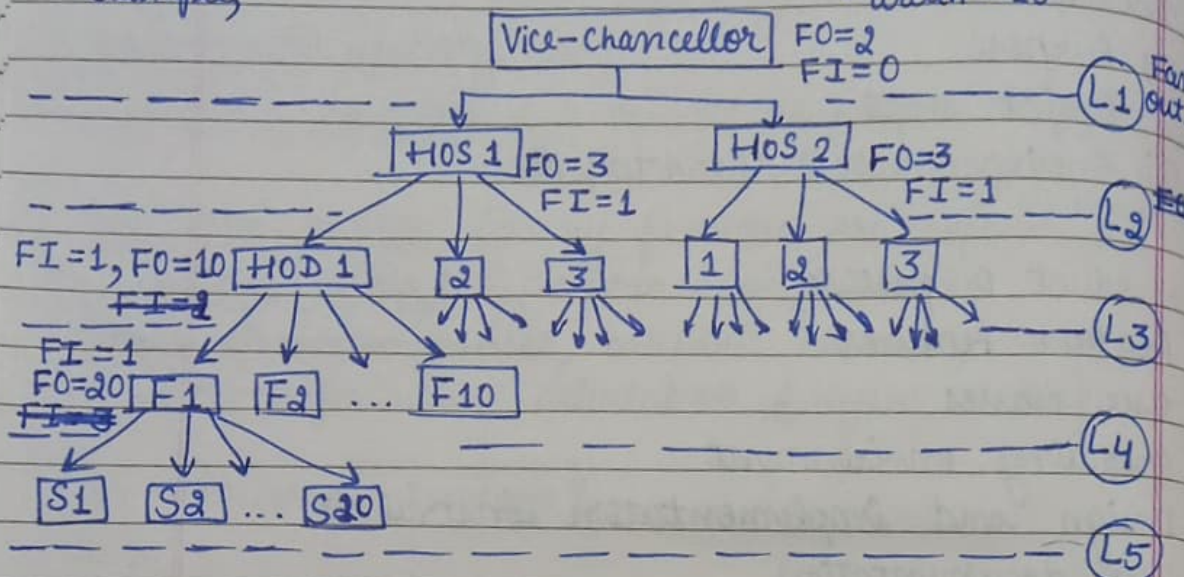 Vice-chancellor FO=2
FI=0
L1
out
HOS 1 FO=3
FI=1
HOS 2 FO=3
FI=1
L2
FI=1, FO=10 HOD 1 2 3 1 2 3
FI=2
L3
FI=1
FO=20 F1 F2 ... F10
L4
S1 S2 ... S20
L5